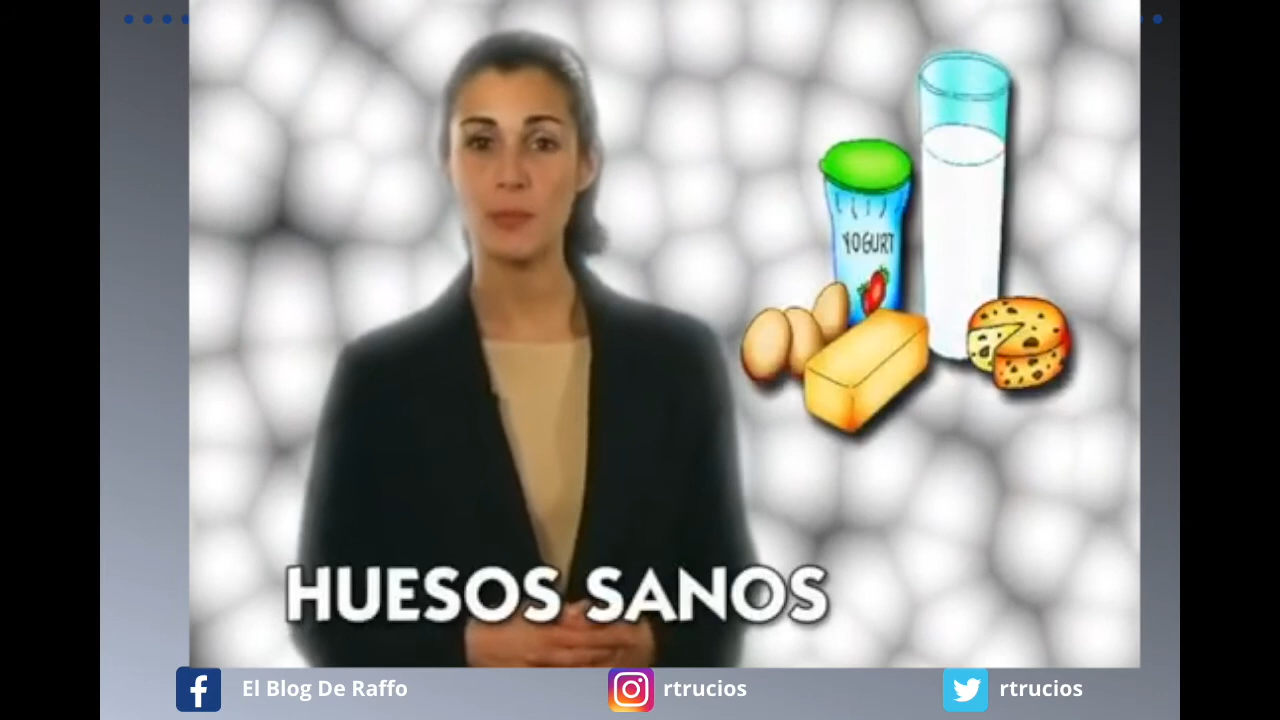 YOGURT
HUESOS SANOS
El Blog De Raffo
rtrucios
rtrucios